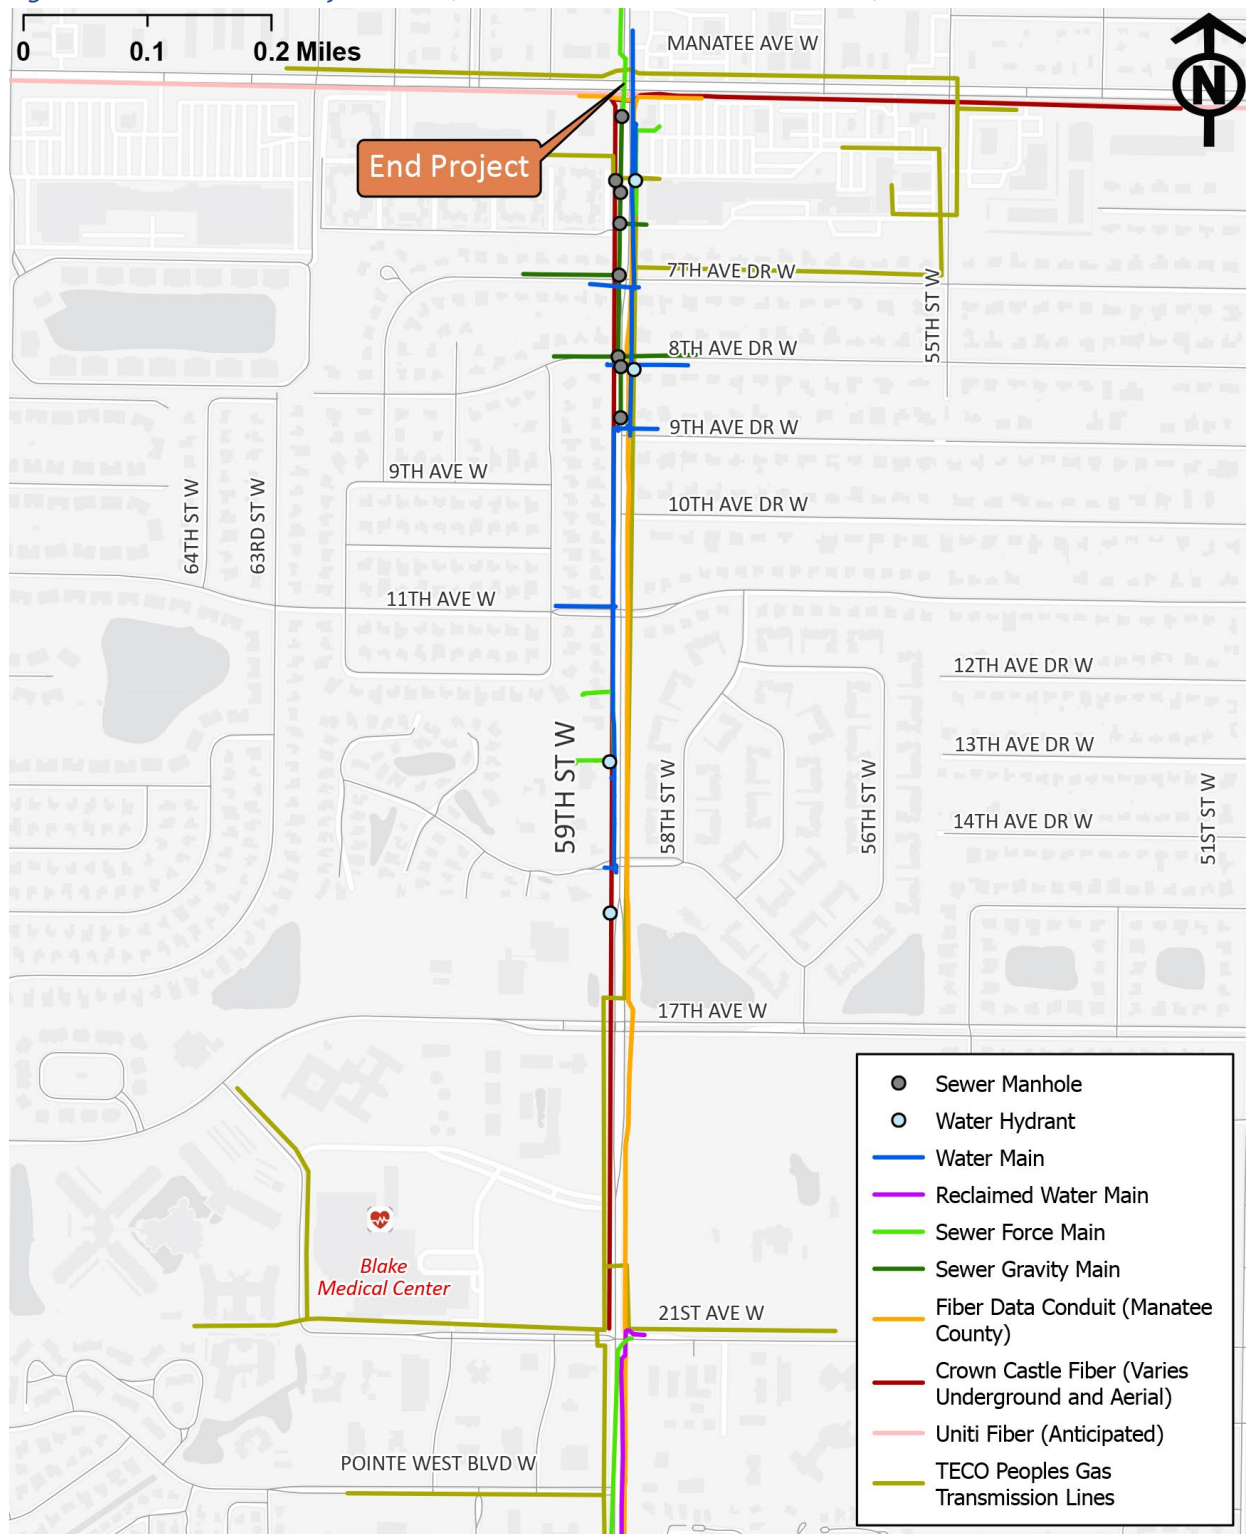 0 0.1 0.2 Miles
MANATEE AVE W
N
End Project
7TH AVE DR W
55TH ST W
8TH AVE DR W
9TH AVE DR W
9TH AVE W
64TH ST W
63RD ST W
10TH AVE DR W
11TH AVE W
12TH AVE DR W
59TH ST W
13TH AVE DR W
58TH ST W
56TH ST W
51ST ST W
14TH AVE DR W
17TH AVE W
Blake
Medical Center
21ST AVE W
POINTE WEST BLVD W
Sewer Manhole
Water Hydrant
Water Main
Reclaimed Water Main
Sewer Force Main
Sewer Gravity Main
Fiber Data Conduit (Manatee
County)
Crown Castle Fiber (Varies
Underground and Aerial)
Uniti Fiber (Anticipated)
TECO Peoples Gas
Transmission Lines